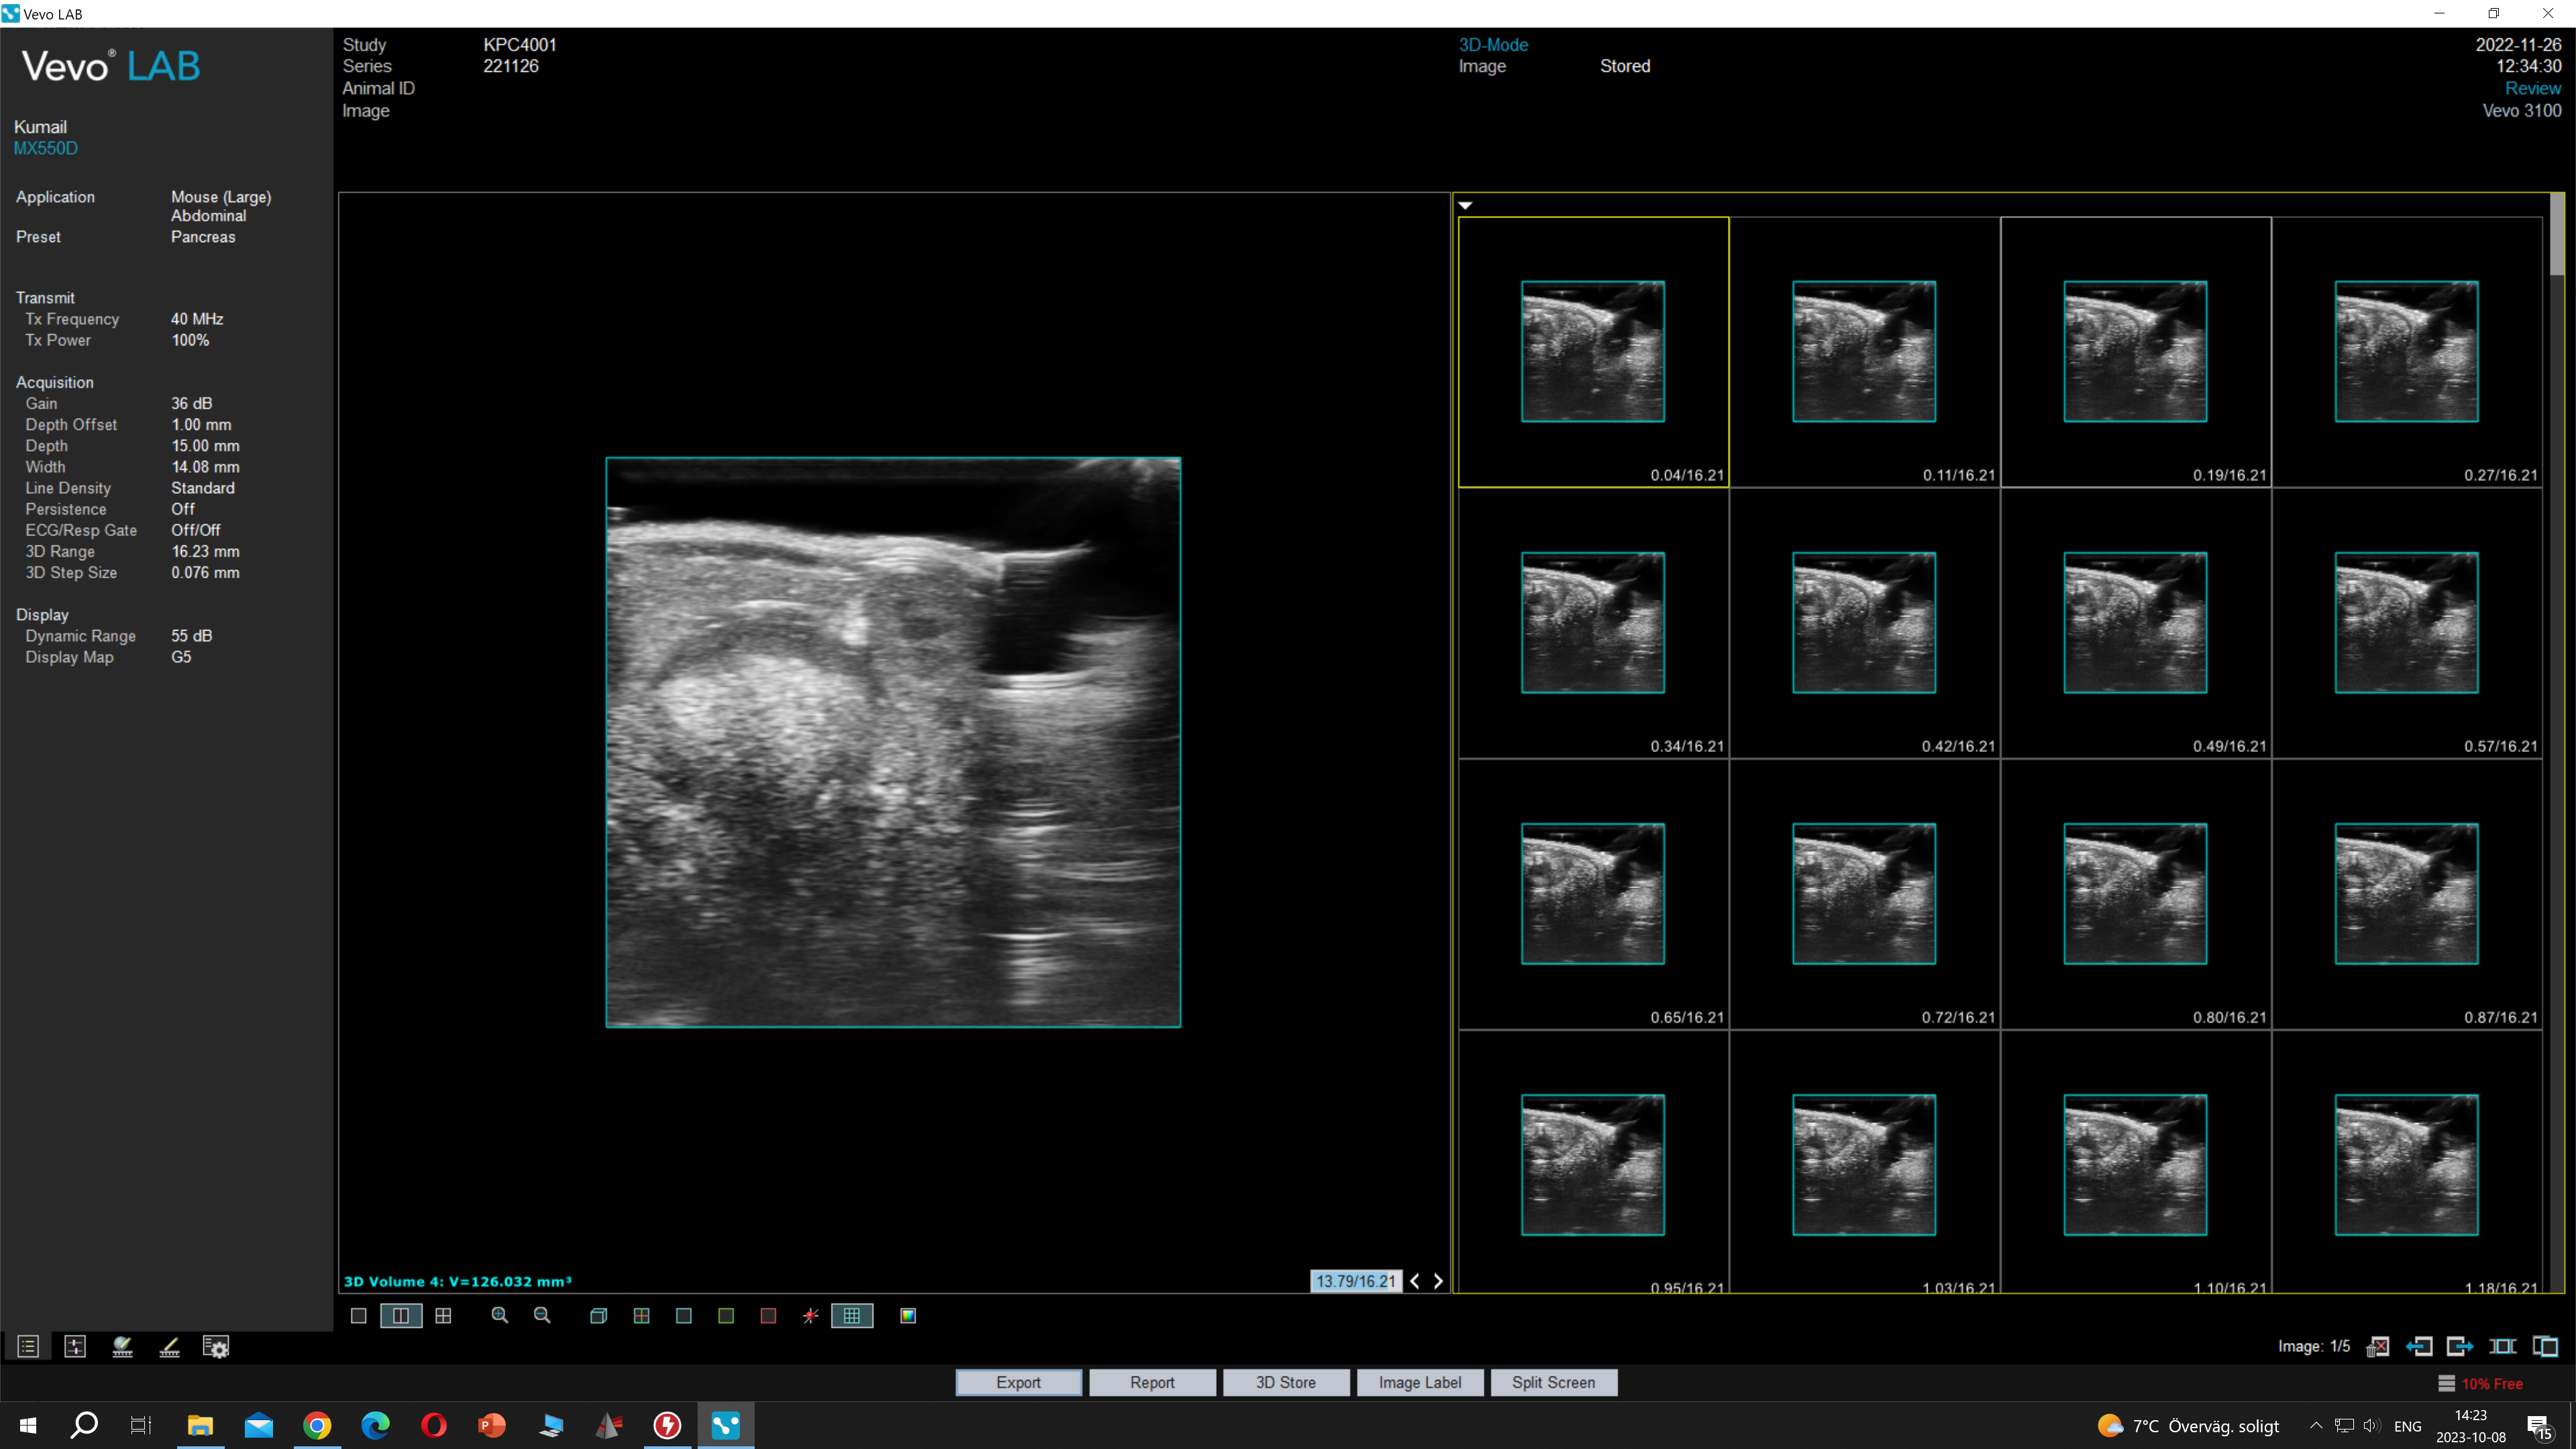 Vevo LAB
Vevo® LAB
Kumail
MX550D
Application Mouse (Large)
Abdominal
Preset Pancreas
Transmit
Tx Frequency 40 MHz
Tx Power 100%
Acquisition
Gain 36 dB
Depth Offset 1.00 mm
Depth 15.00 mm
Width 14.08 mm
Line Density Standard
Persistence Off
ECG/Resp Gate Off/Off
3D Range 16.23 mm
3D Step Size 0.076 mm
Display
Dynamic Range 55 dB
Display Map G5
Study KPC4001
Series 221126
Animal ID
Image
3D-Mode
Image Stored
2022-11-26
12:34:30
Review
Vevo 3100
3D Volume 4: V=126.032 mm³
13.79/16.21
0.04/16.21 0.11/16.21 0.19/16.21 0.27/16.21
0.34/16.21 0.42/16.21 0.49/16.21 0.57/16.21
0.65/16.21 0.72/16.21 0.80/16.21 0.87/16.21
0.95/16.21 1.03/16.21 1.10/16.21 1.18/16.21
Image: 1/5
Export Report 3D Store Image Label Split Screen
10% Free
7°C Överväg. soligt
ENG
14:23
2023-10-08
15